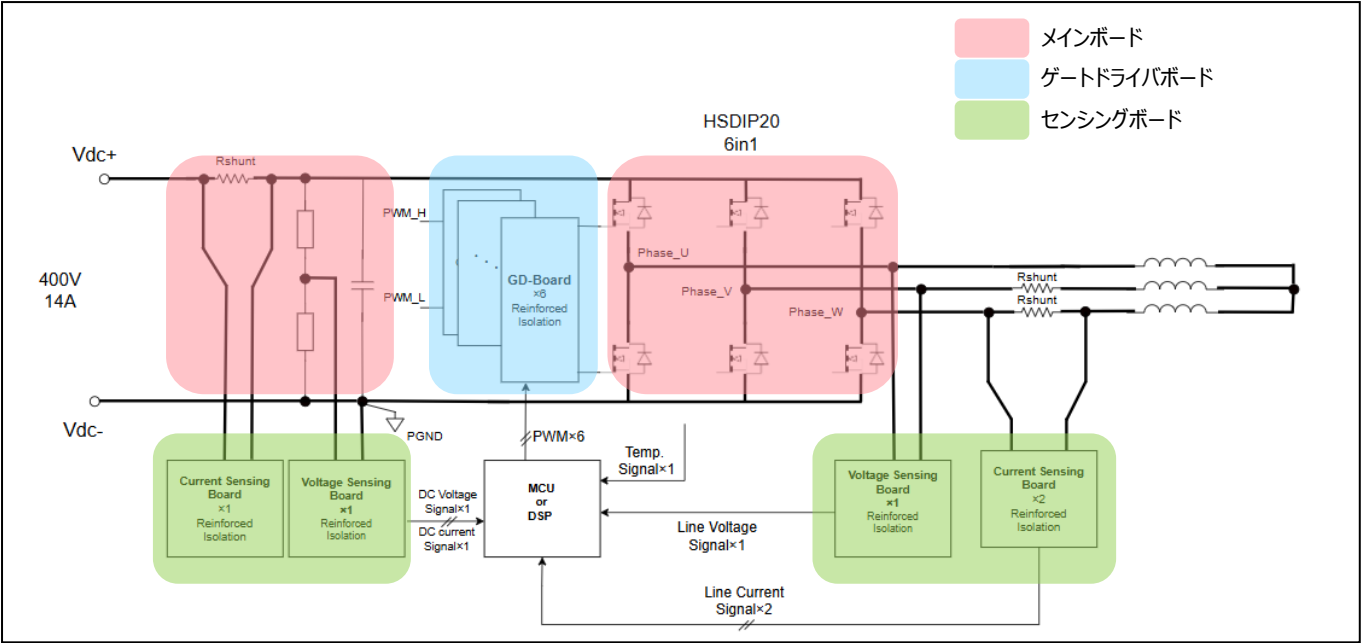 メインボード
ゲートドライバボード
センシングボード
HSDIP20
6in1
Vdc+
Rshunt
PWM_H
Phase_U
GD-Board
×6
Reinforced
Isolation
400V
14A
Rshunt
Phase_V
PWM_L
Rshunt
Phase_W
Vdc-
PGND
PWM×6
Temp.
Signal×1
Current Sensing
Board
×1
Reinforced
Isolation
Voltage Sensing
Board
×1
Reinforced
Isolation
DC Voltage
Signal×1
DC current
Signal×1
MCU
or
DSP
Line Voltage
Signal×1
Voltage Sensing
Board
×1
Reinforced
Isolation
Current Sensing
Board
×2
Reinforced
Isolation
Line Current
Signal×2